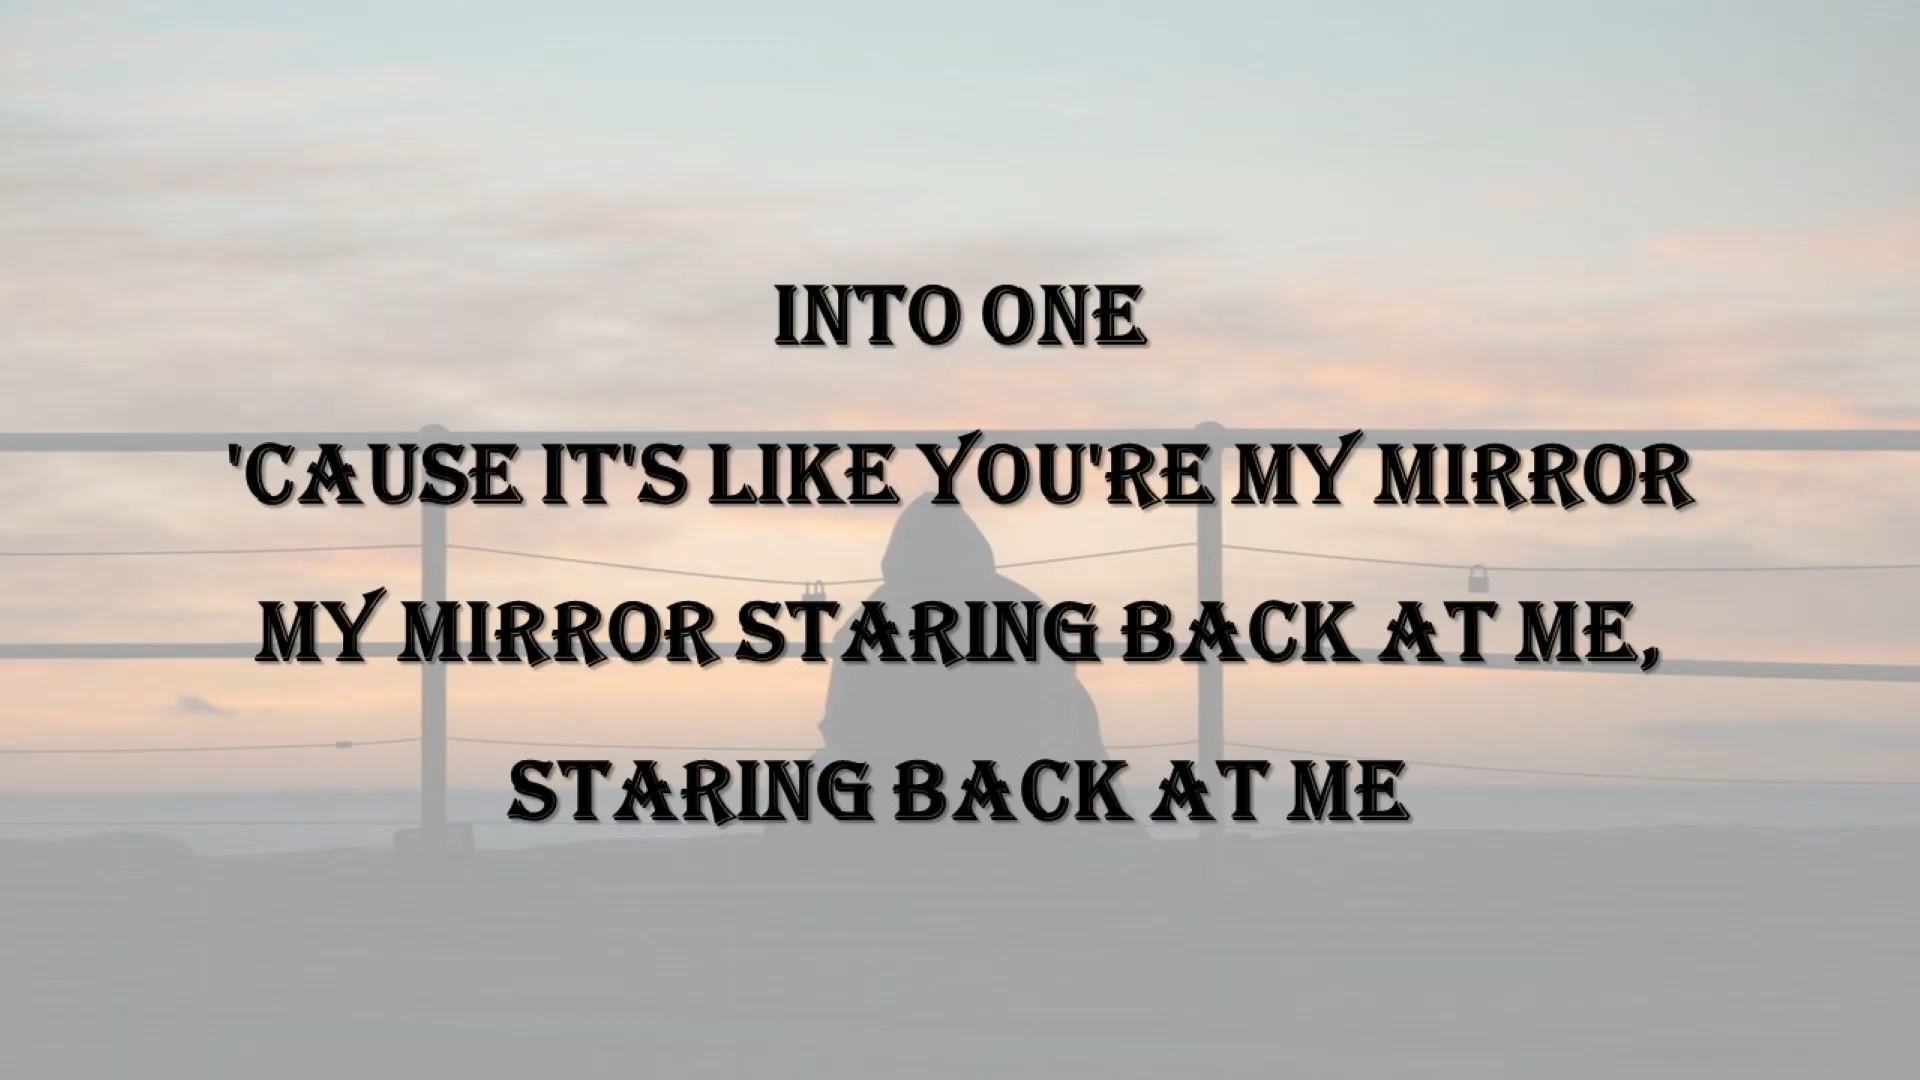 INTO ONE
'CAUSE IT'S LIKE YOU'RE MY MIRROR
MY MIRROR STARING BACK AT ME,
STARING BACK AT ME